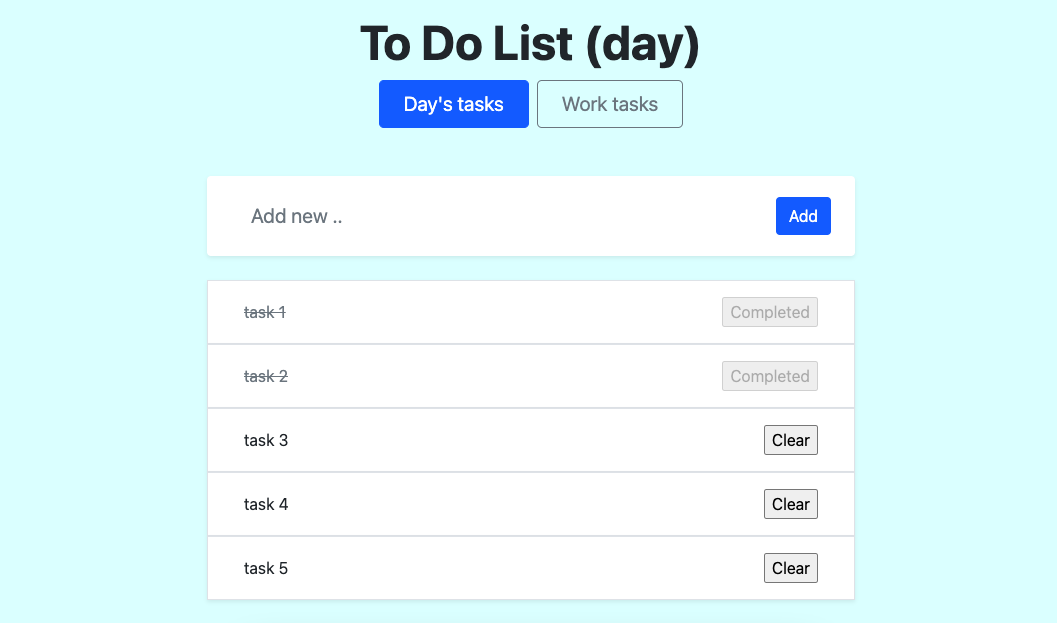 To Do List (day)
Day's tasks Work tasks
Add new .. Add
task 1 Completed
task 2 Completed
task 3 Clear
task 4 Clear
task 5 Clear